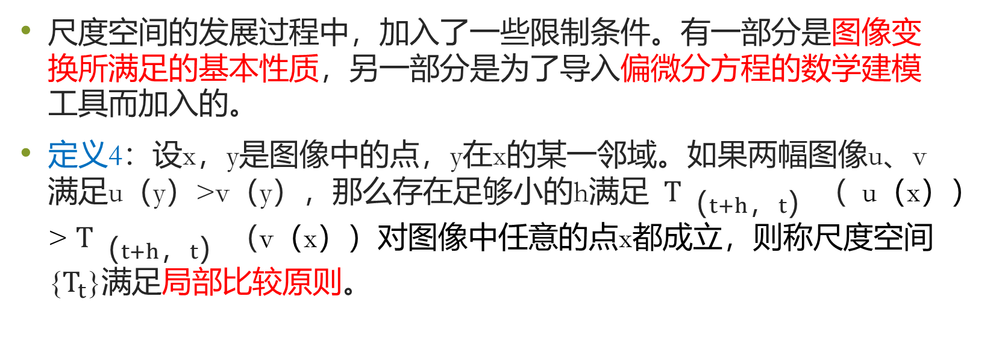 • 尺度空间的发展过程中，加入了一些限制条件。有一部分是图像变
换所满足的基本性质，另一部分是为了导入偏微分方程的数学建模
工具而加入的。
• 定义4：设x，y是图像中的点，y在x的某一邻域。如果两幅图像u、v
满足u（y）>v（y），那么存在足够小的h满足 T（t+h，t）（u（x））
> T（t+h，t）（v（x））对图像中任意的点x都成立，则称尺度空间
{Tt}满足局部比较原则。